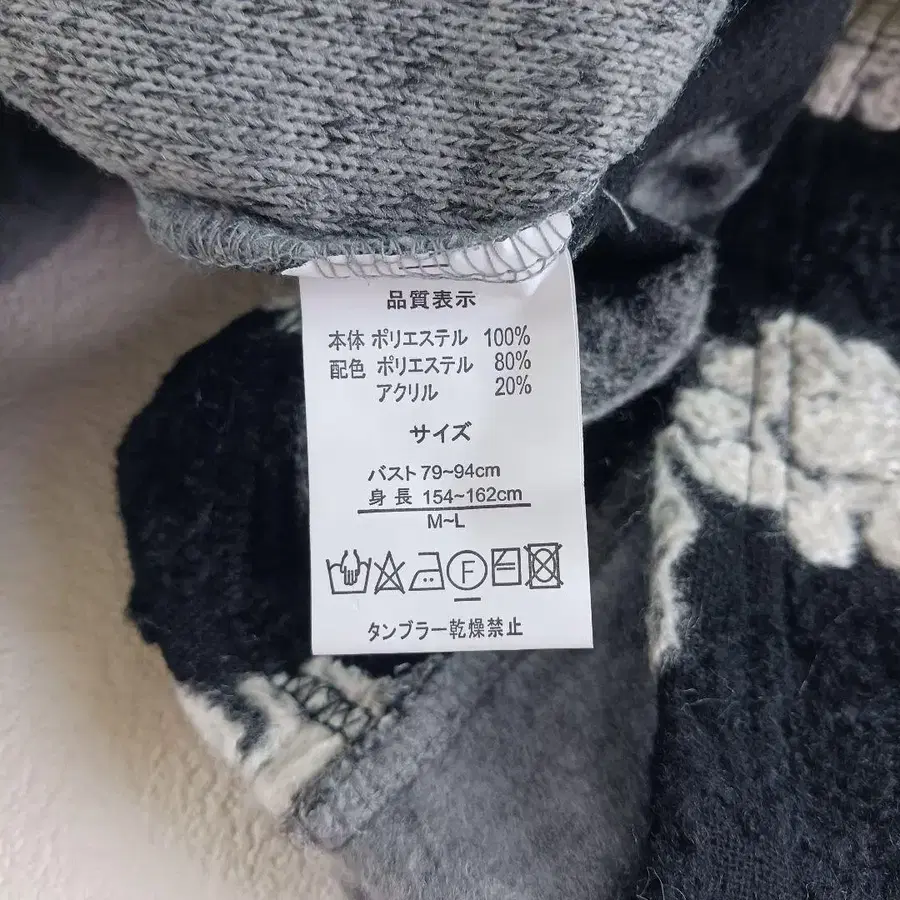 品質表示
本体 ポリエステル 100%
配色 ポリエステル 80%
アクリル 20%
サイズ
バスト 79~94cm
身長 154~162cm
M~L
F
タンブラー乾燥禁止